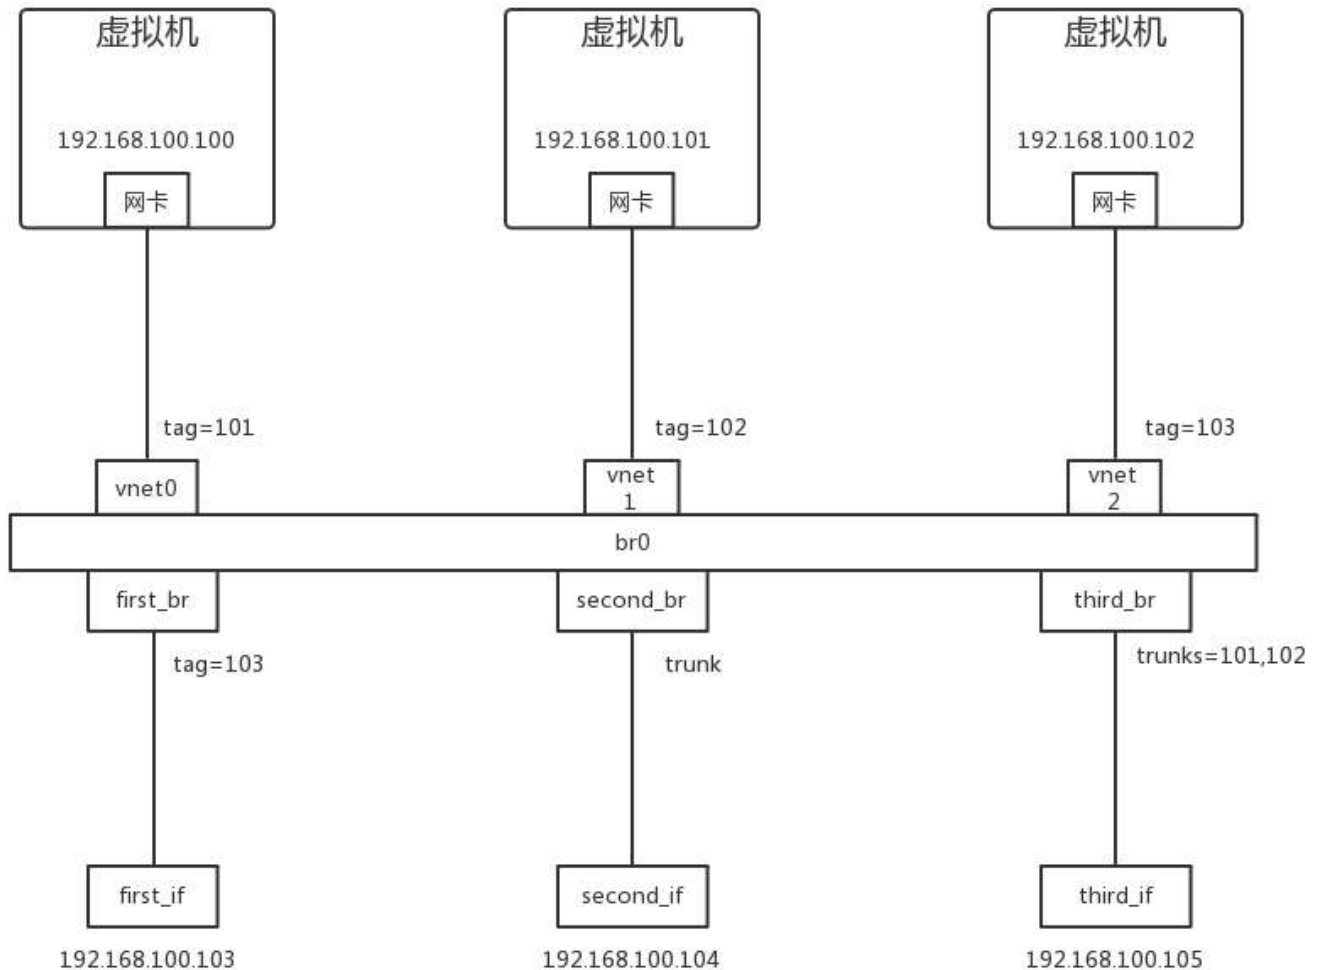 虚拟机
虚拟机
虚拟机
192.168.100.100
192.168.100.101
192.168.100.102
网卡
网卡
网卡
tag=101
tag=102
tag=103
vnet0
vnet
1
vnet
2
br0
first_br
second_br
third_br
tag=103
trunk
trunks=101,102
first_if
second_if
third_if
192.168.100.103
192.168.100.104
192.168.100.105